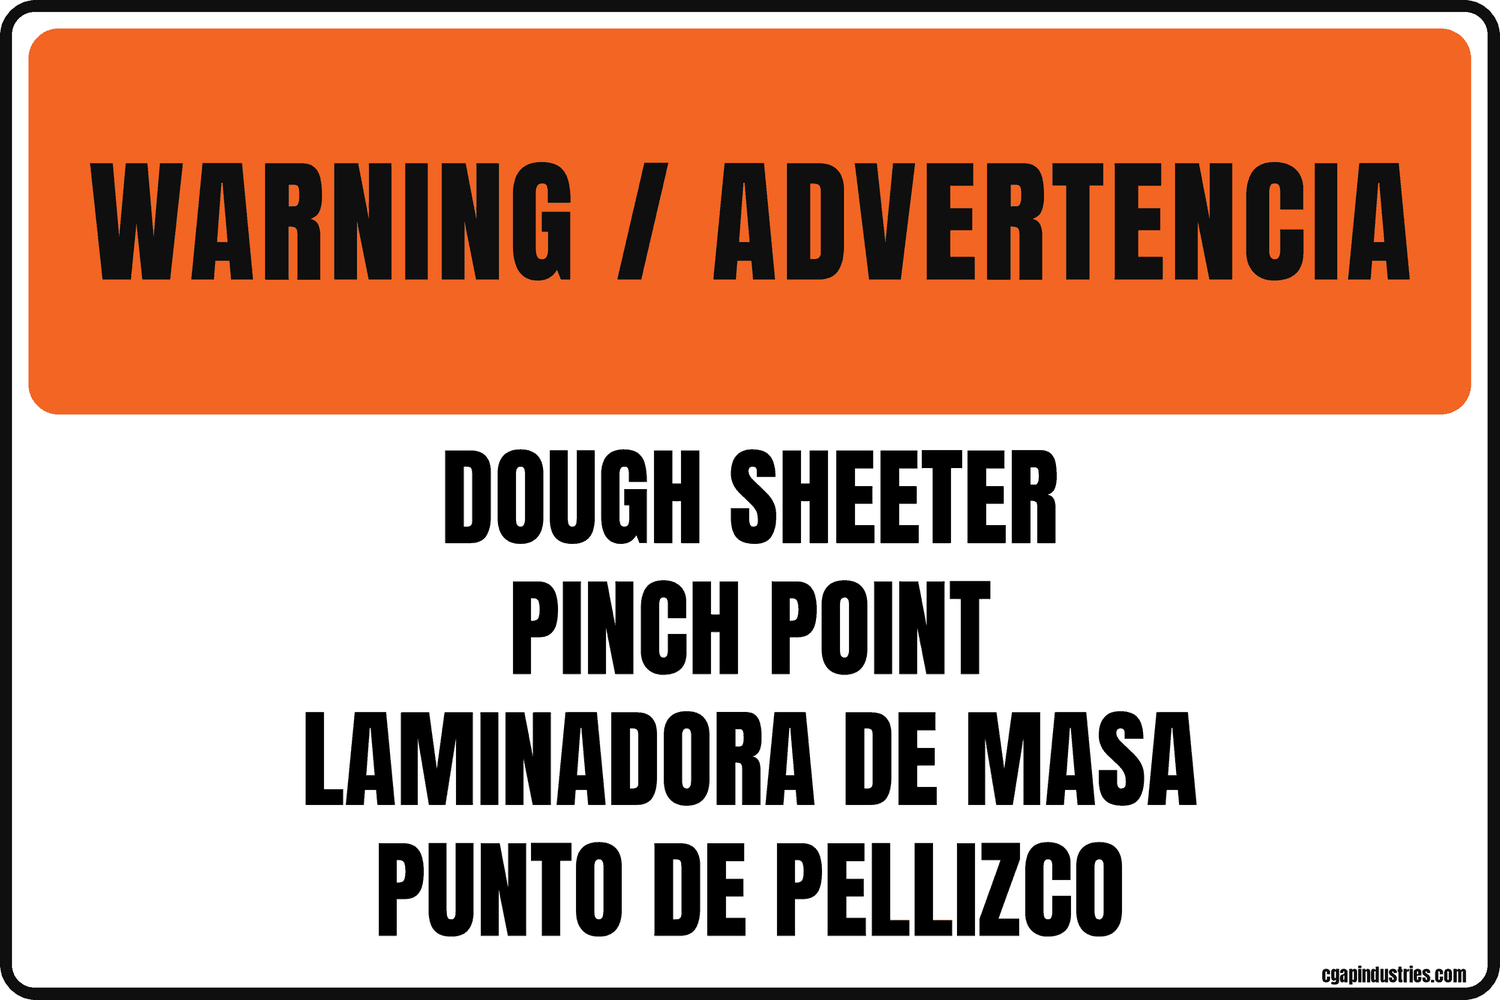 WARNING / ADVERTENCIA
DOUGH SHEETER
PINCH POINT
LAMINADORA DE MASA
PUNTO DE PELLIZCO
cgapindustries.com